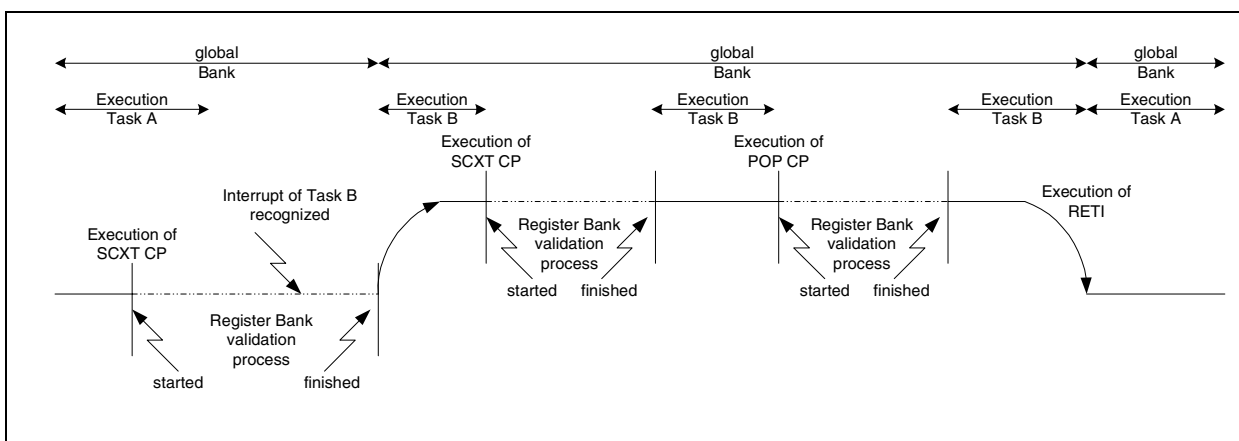 global
Bank
global
Bank
global
Bank
Execution
Task A
Execution
Task B
Execution
Task B
Execution
Task B
Execution
Task A
Execution of
SCXT CP
Execution of
POP CP
Interrupt of Task B
recognized
Execution of
RETI
Execution of
SCXT CP
Register Bank
validation
process
Register Bank
validation
process
started
finished
started
finished
Register Bank
validation
process
started
finished